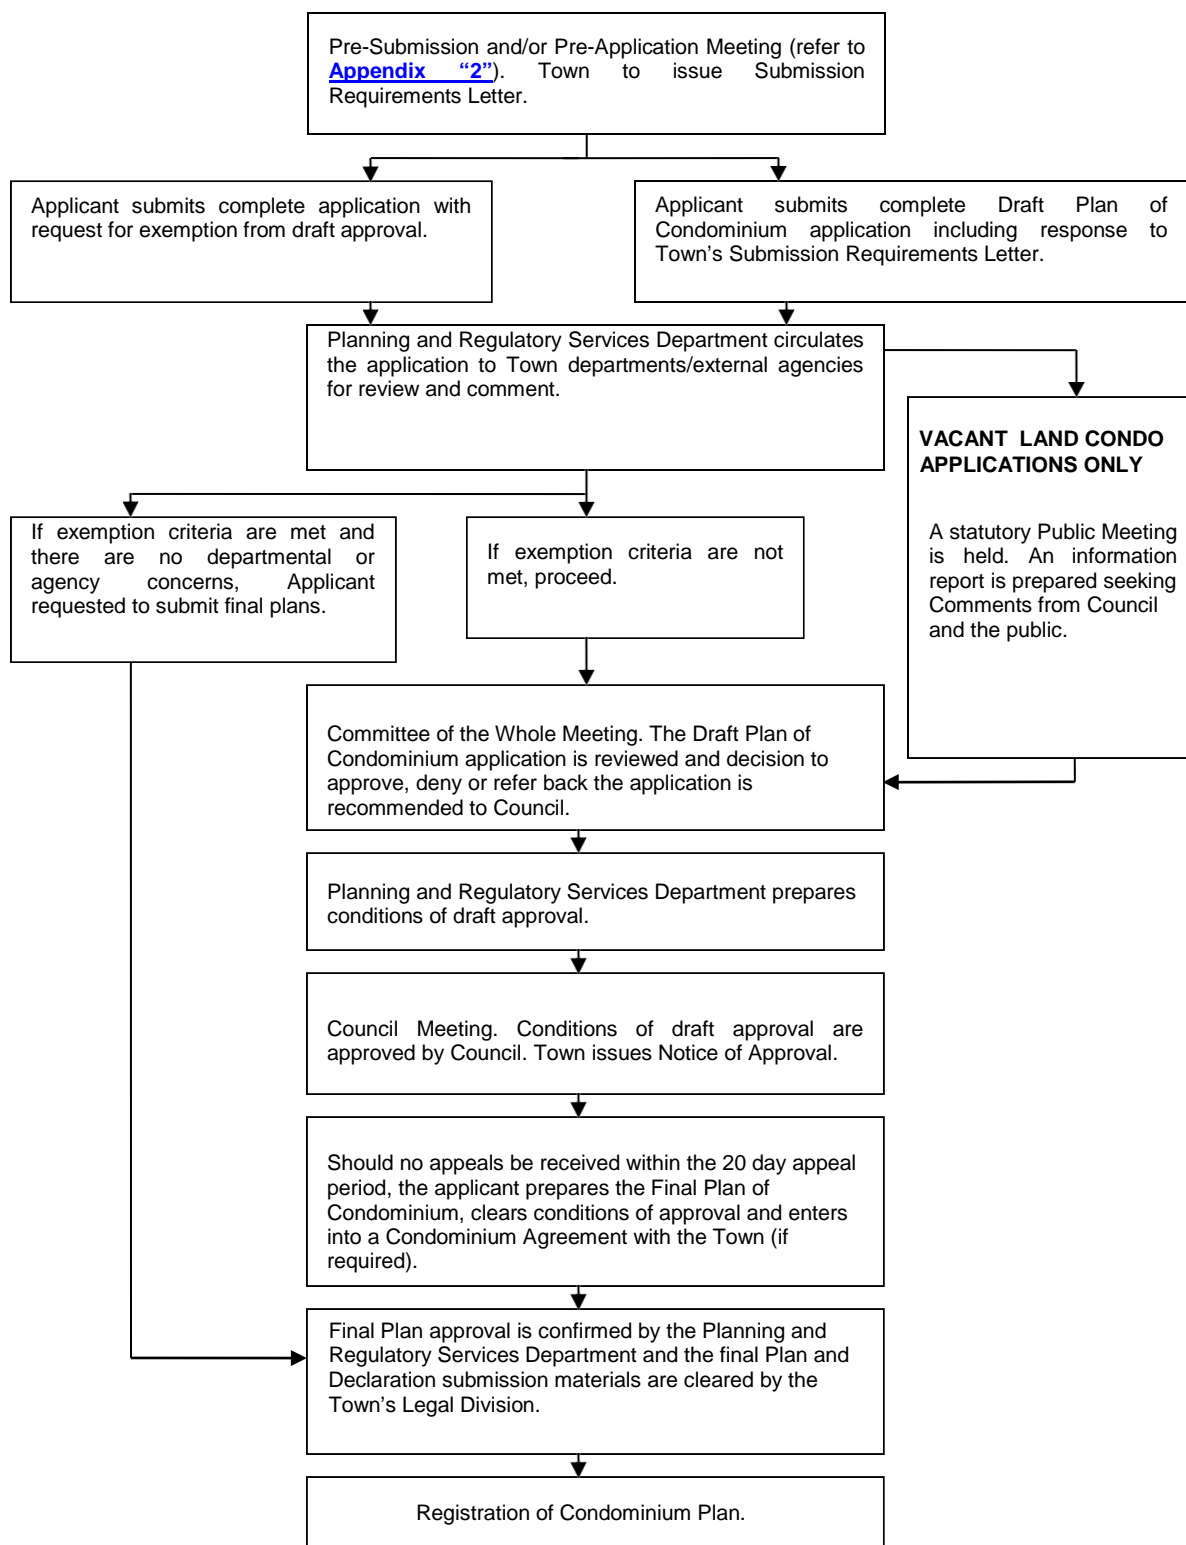 Pre-Submission and/or Pre-Application Meeting (refer to
Appendix “2”). Town to issue Submission
Requirements Letter.
Applicant submits complete application with
request for exemption from draft approval.
Applicant submits complete Draft Plan of
Condominium application including response to
Town’s Submission Requirements Letter.
Planning and Regulatory Services Department circulates
the application to Town departments/external agencies
for review and comment.
VACANT LAND CONDO
APPLICATIONS ONLY
A statutory Public Meeting
is held. An information
report is prepared seeking
Comments from Council
and the public.
If exemption criteria are met and
there are no departmental or
agency concerns, Applicant
requested to submit final plans.
If exemption criteria are not
met, proceed.
Committee of the Whole Meeting. The Draft Plan of
Condominium application is reviewed and decision to
approve, deny or refer back the application is
recommended to Council.
Planning and Regulatory Services Department prepares
conditions of draft approval.
Council Meeting. Conditions of draft approval are
approved by Council. Town issues Notice of Approval.
Should no appeals be received within the 20 day appeal
period, the applicant prepares the Final Plan of
Condominium, clears conditions of approval and enters
into a Condominium Agreement with the Town (if
required).
Final Plan approval is confirmed by the Planning and
Regulatory Services Department and the final Plan and
Declaration submission materials are cleared by the
Town’s Legal Division.
Registration of Condominium Plan.